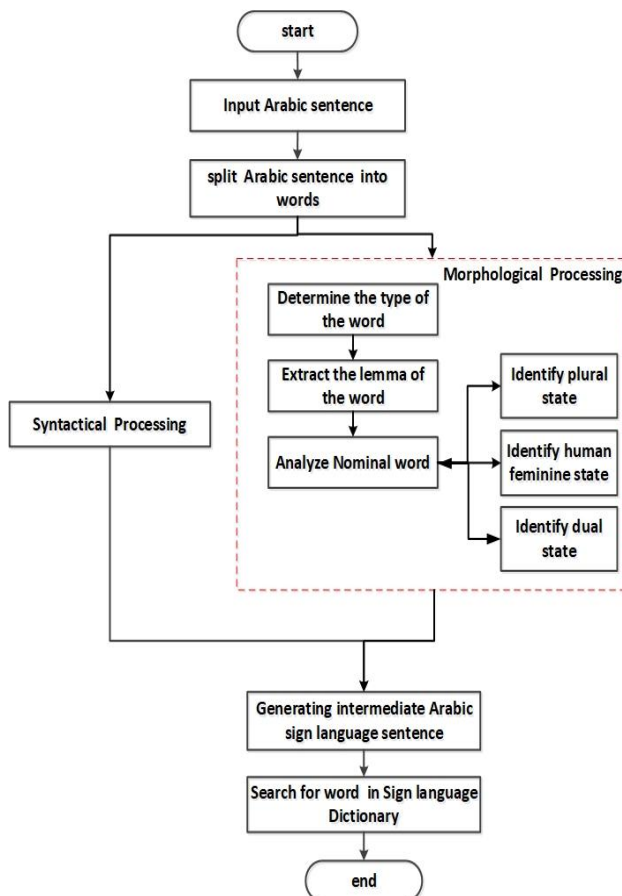 start
Input Arabic sentence
split Arabic sentence into
words
Morphological Processing
Determine the type of
the word
Extract the lemma of
the word
Analyze Nominal word
Identify plural
state
Identify human
feminine state
Identify dual
state
Syntactical Processing
Generating intermediate Arabic
sign language sentence
Search for word in Sign language
Dictionary
end